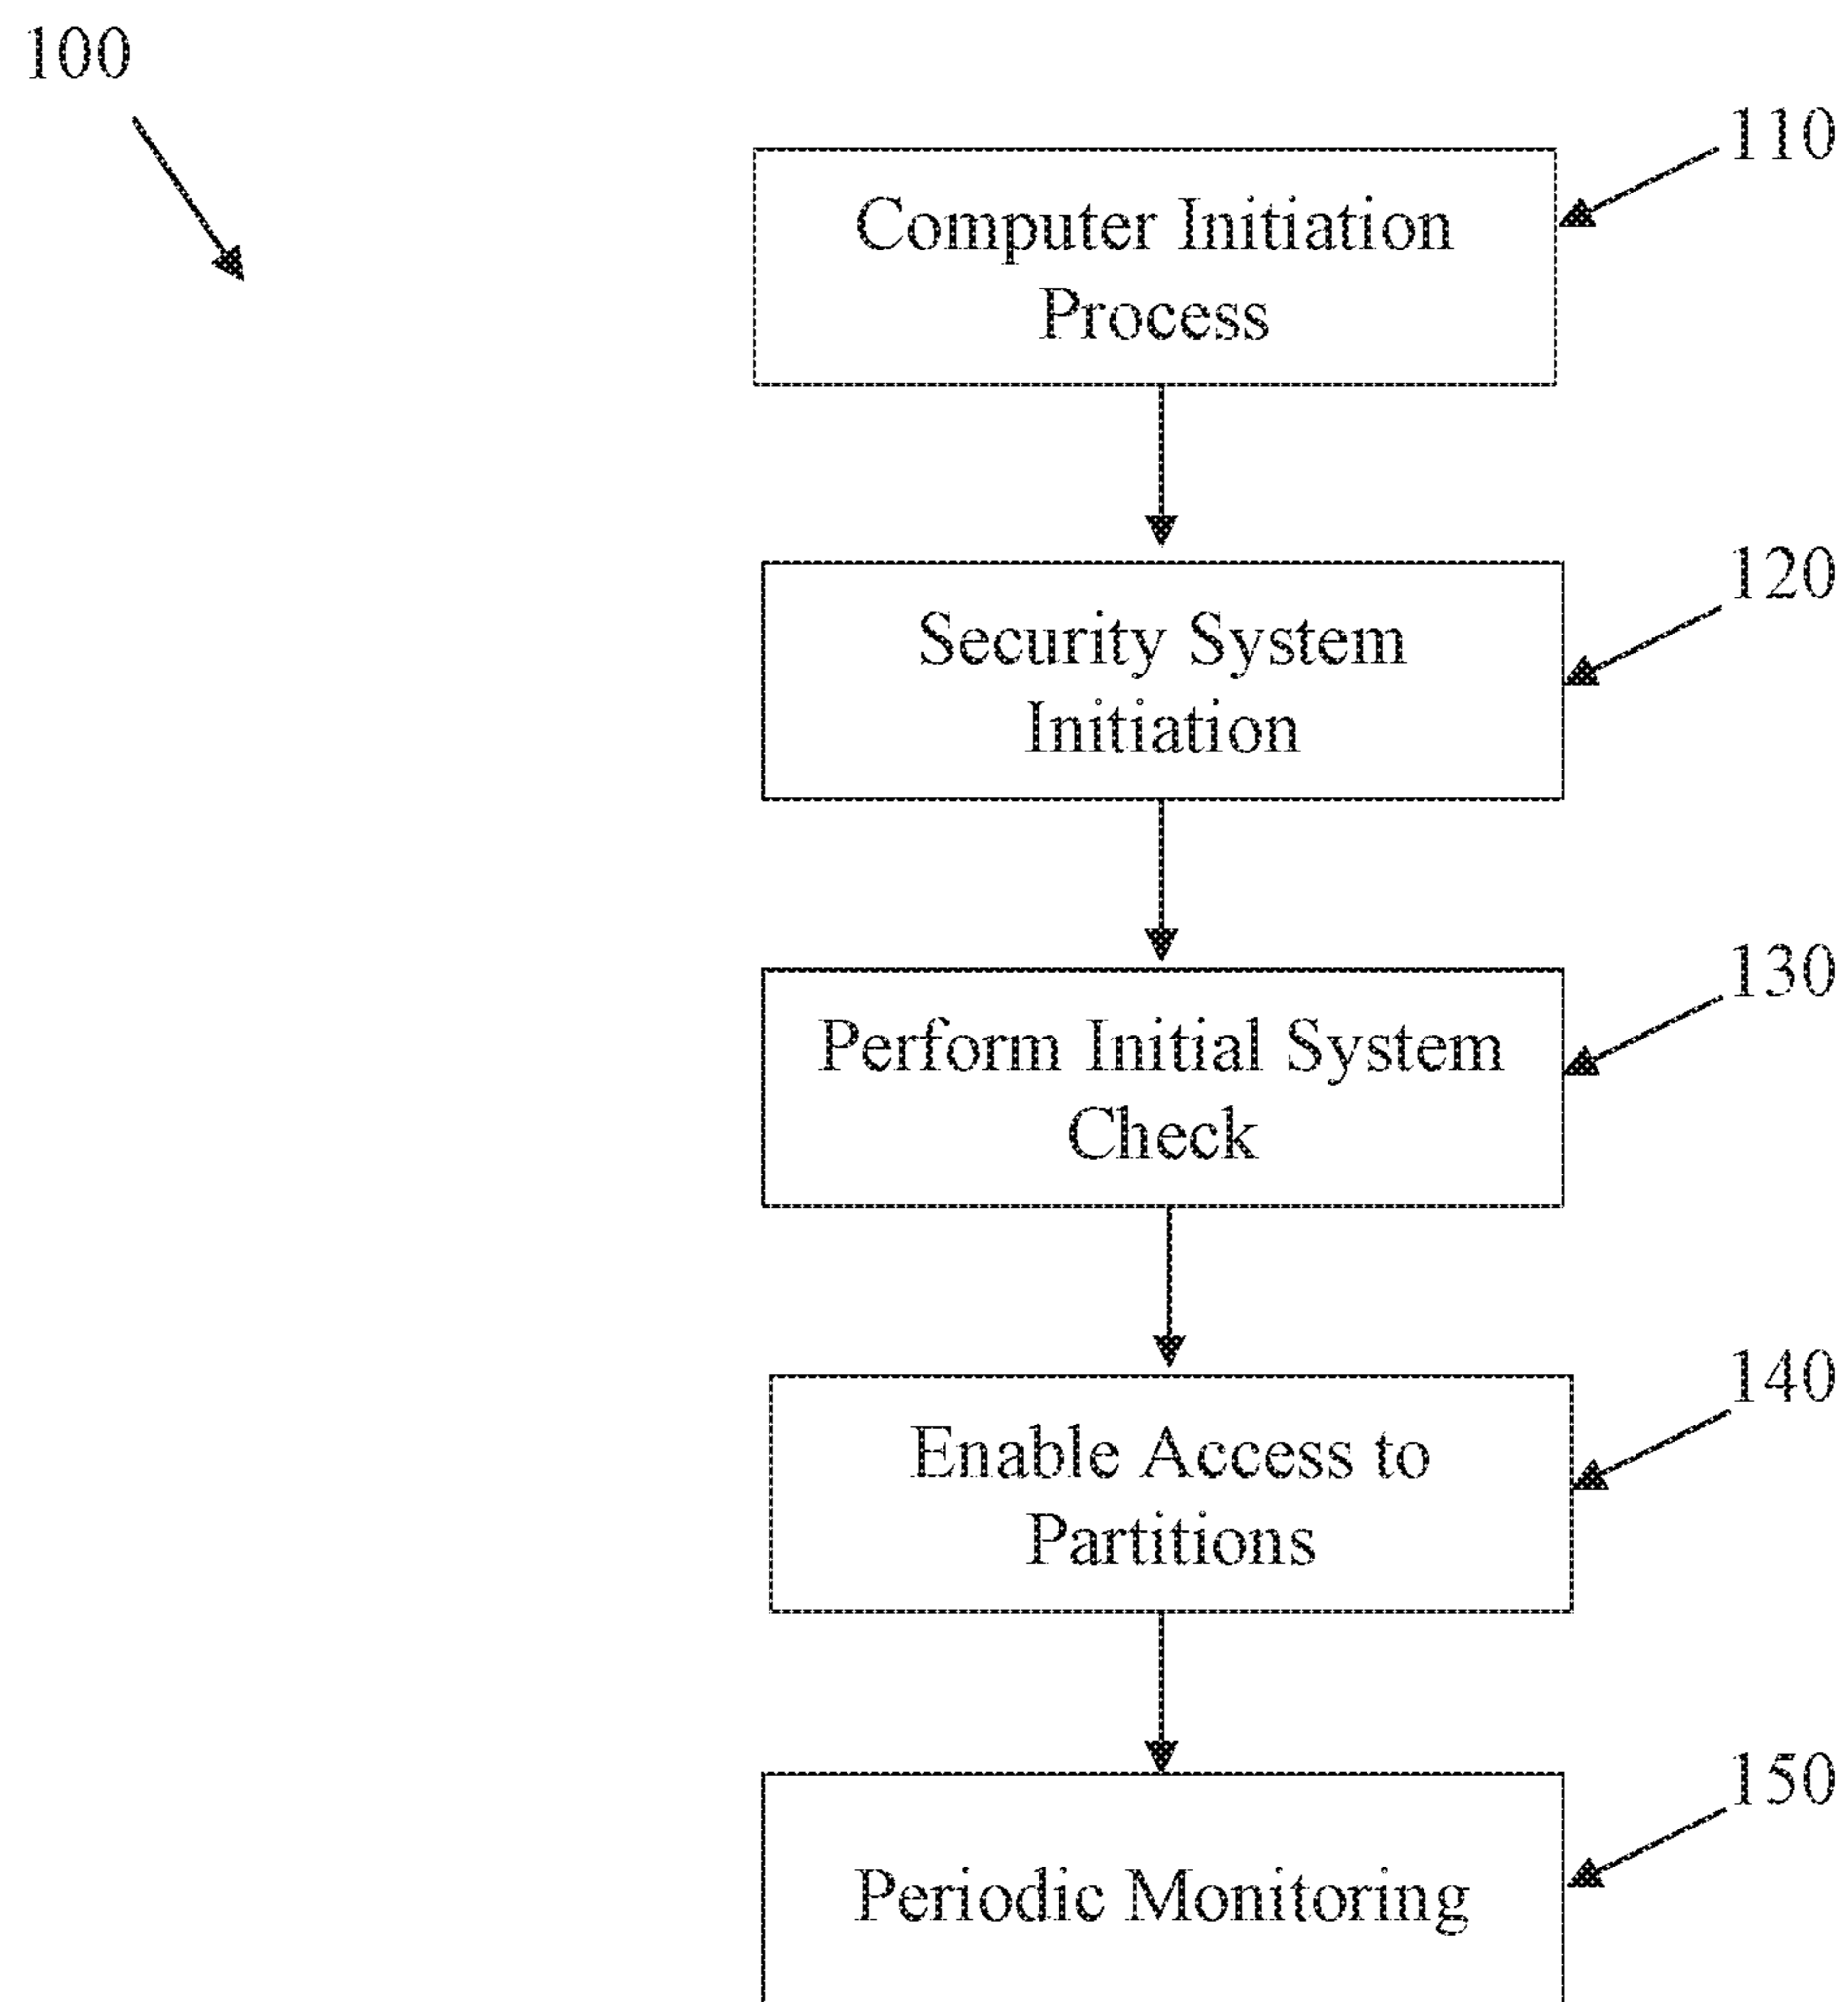 100
110
Computer Initiation
Process
120
Security System
Initiation
130
Perform Initial System
Check
140
Enable Access to
Partitions
150
Periodic Monitoring